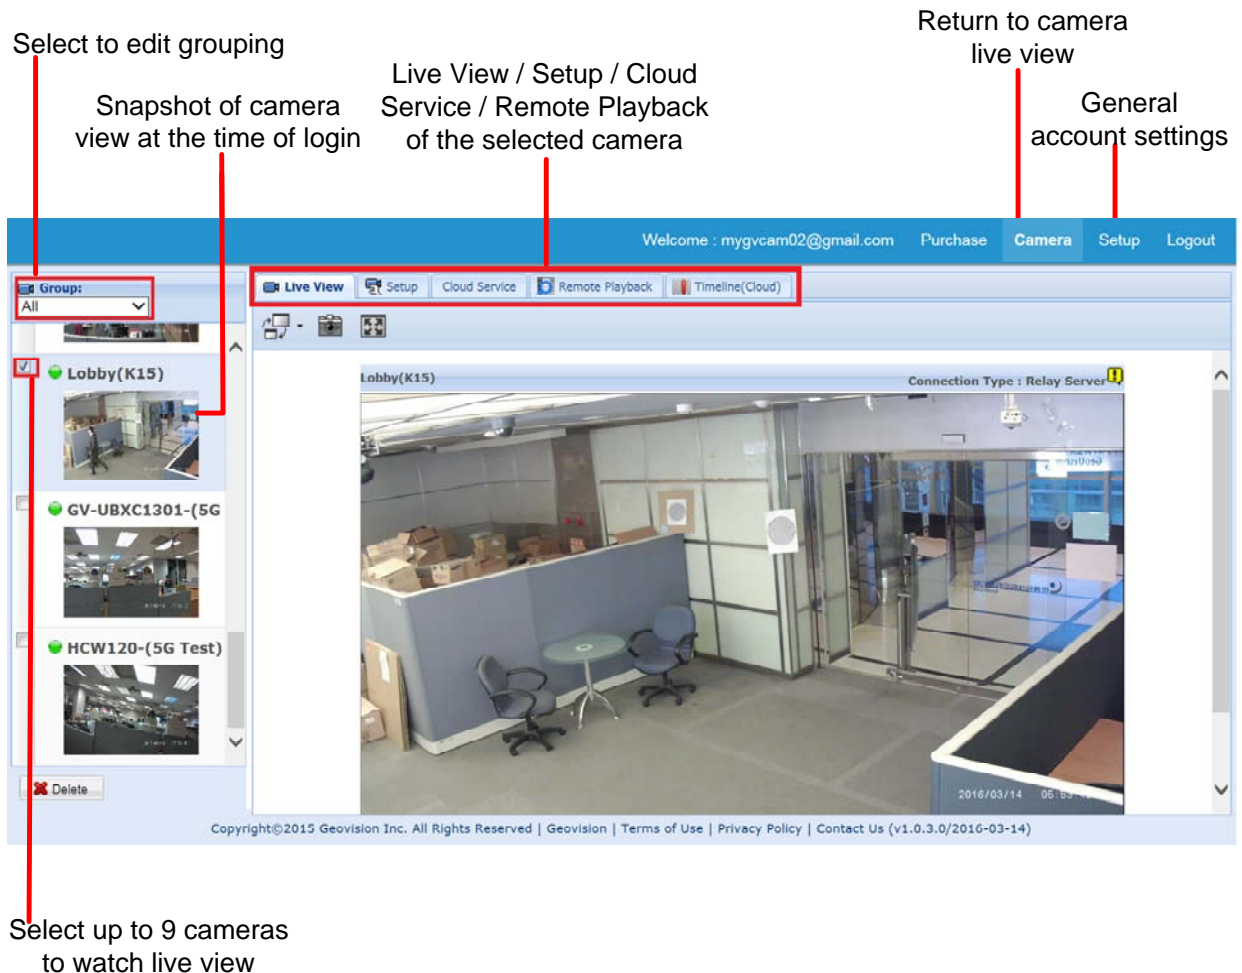 Return to camera
live view
Select to edit grouping
Live View / Setup / Cloud
Service / Remote Playback
of the selected camera
Snapshot of camera
view at the time of login
General
account settings
Welcome : mygvcam02@gmail.com Purchase Camera Setup Logout
Group:
All
Live View Setup Cloud Service Remote Playback Timeline(Cloud)
Lobby(K15)
GV-UBXC1301-(5G
HCW120-(5G Test)
Delete
Lobby(K15) Connection Type : Relay Server
2016/03/14
Copyright©2015 Geovision Inc. All Rights Reserved | Geovision | Terms of Use | Privacy Policy | Contact Us (v1.0.3.0/2016-03-14)
Select up to 9 cameras
to watch live view